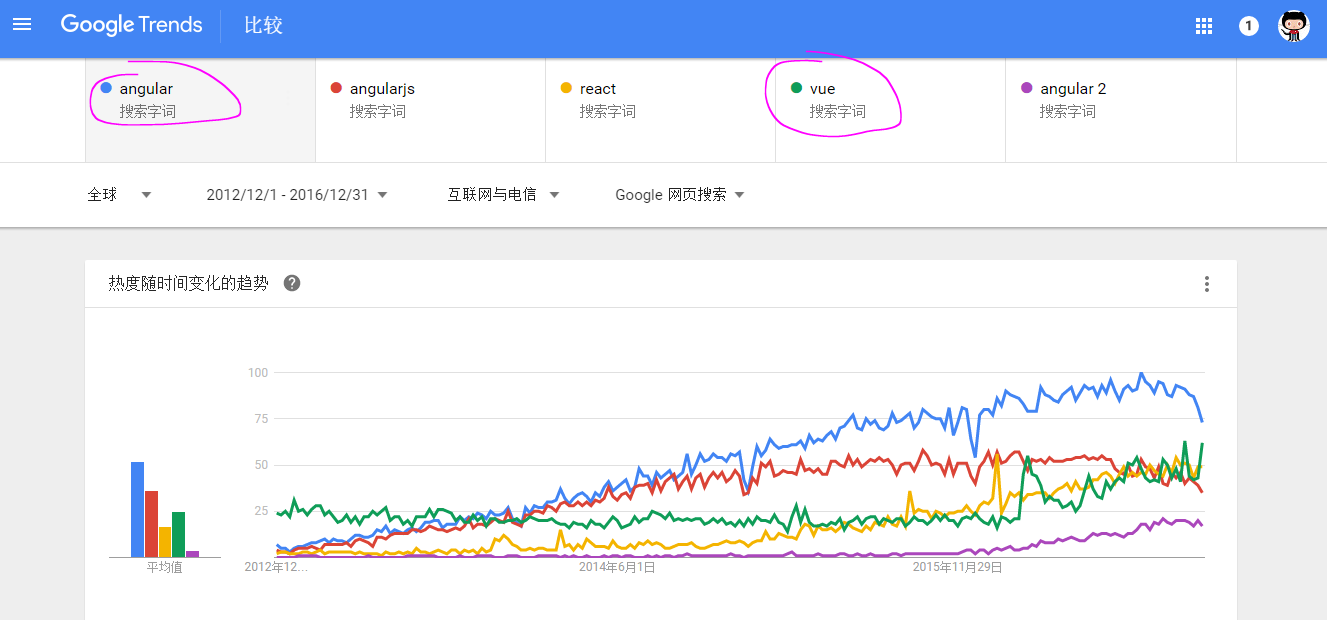 Google Trends 比较 1
angular angularjs react vue angular 2
搜索字词 搜索字词 搜索字词 搜索字词 搜索字词
全球 2012/12/1 - 2016/12/31 互联网与电信 Google 网页搜索
热度随时间变化的趋势 ?
100
75
50
25
平均值 2012年12... 2014年6月1日 2015年11月29日